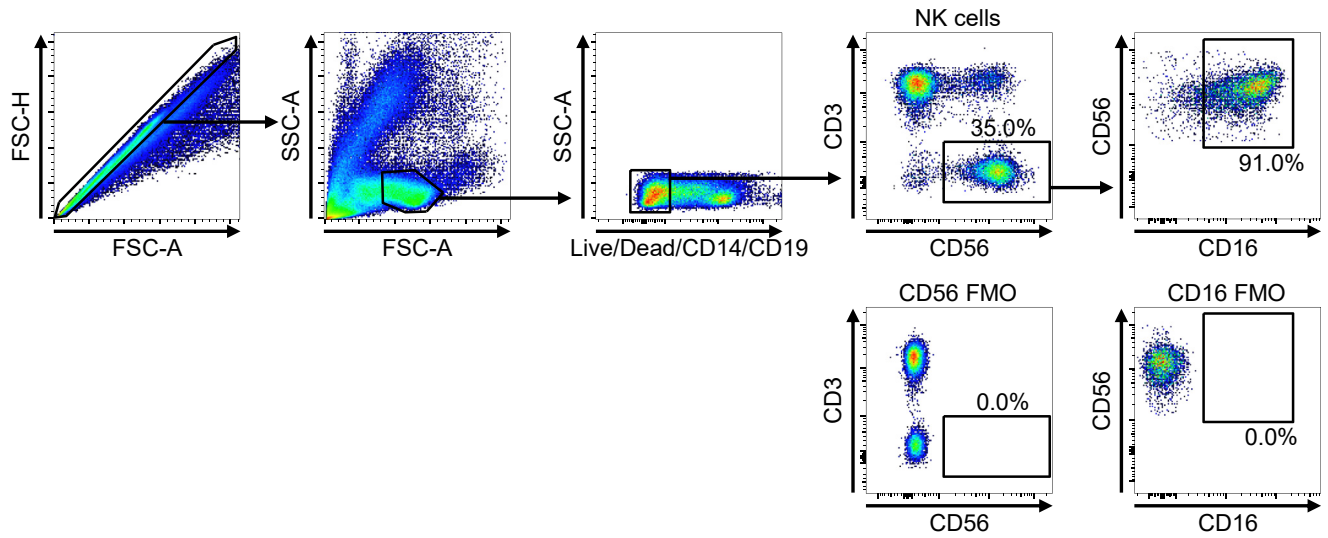 NK cells
FSC-H
FSC-A
SSC-A
FSC-A
SSC-A
Live/Dead/CD14/CD19
CD3
35.0%
CD56
CD56
91.0%
CD16
CD56 FMO
CD3
0.0%
CD56
CD16 FMO
CD56
0.0%
CD16